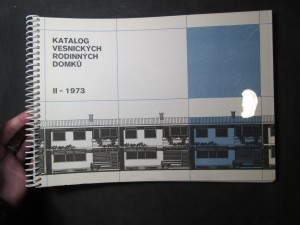 KATALOG
VESNICKÝCH
RODINNÝCH
DOMKŮ
II - 1973